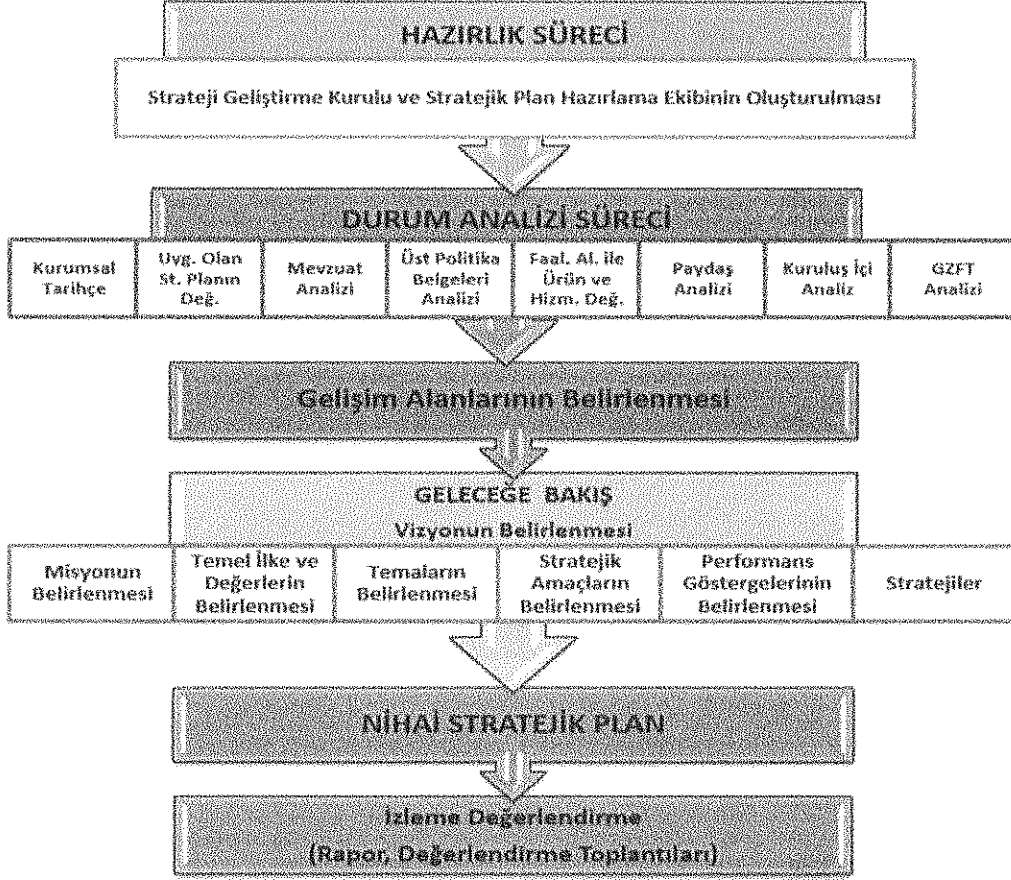 HAZIRLIK SÜRECİ
Strateji Geliştirme Kurulu ve Stratejik Plan Hazırlama Ekibinin Oluşturulması
DURUM ANALİZİ SÜRECİ
Kurumsal
Tarihçe
Uyg. Olan
St. Planın
Değ.
Mevzuat
Analizi
Üst Politika
Belgeleri
Analizi
Faal. Al. ile
Ürün ve
Hizm. Değ.
Paydaş
Analizi
Kuruluş İçi
Analiz
GZFT
Analizi
Gelişim Alanlarının Belirlenmesi
GELECEĞE BAKIŞ
Vizyonun Belirlenmesi
Misyonun
Belirlenmesi
Temel İlke ve
Değerlerin
Belirlenmesi
Temaların
Belirlenmesi
Stratejik
Amaçların
Belirlenmesi
Performans
Göstergelerinin
Belirlenmesi
Stratejiler
NİHAİ STRATEJİK PLAN
İzleme Değerlendirme
(Rapor, Değerlendirme Toplantıları)